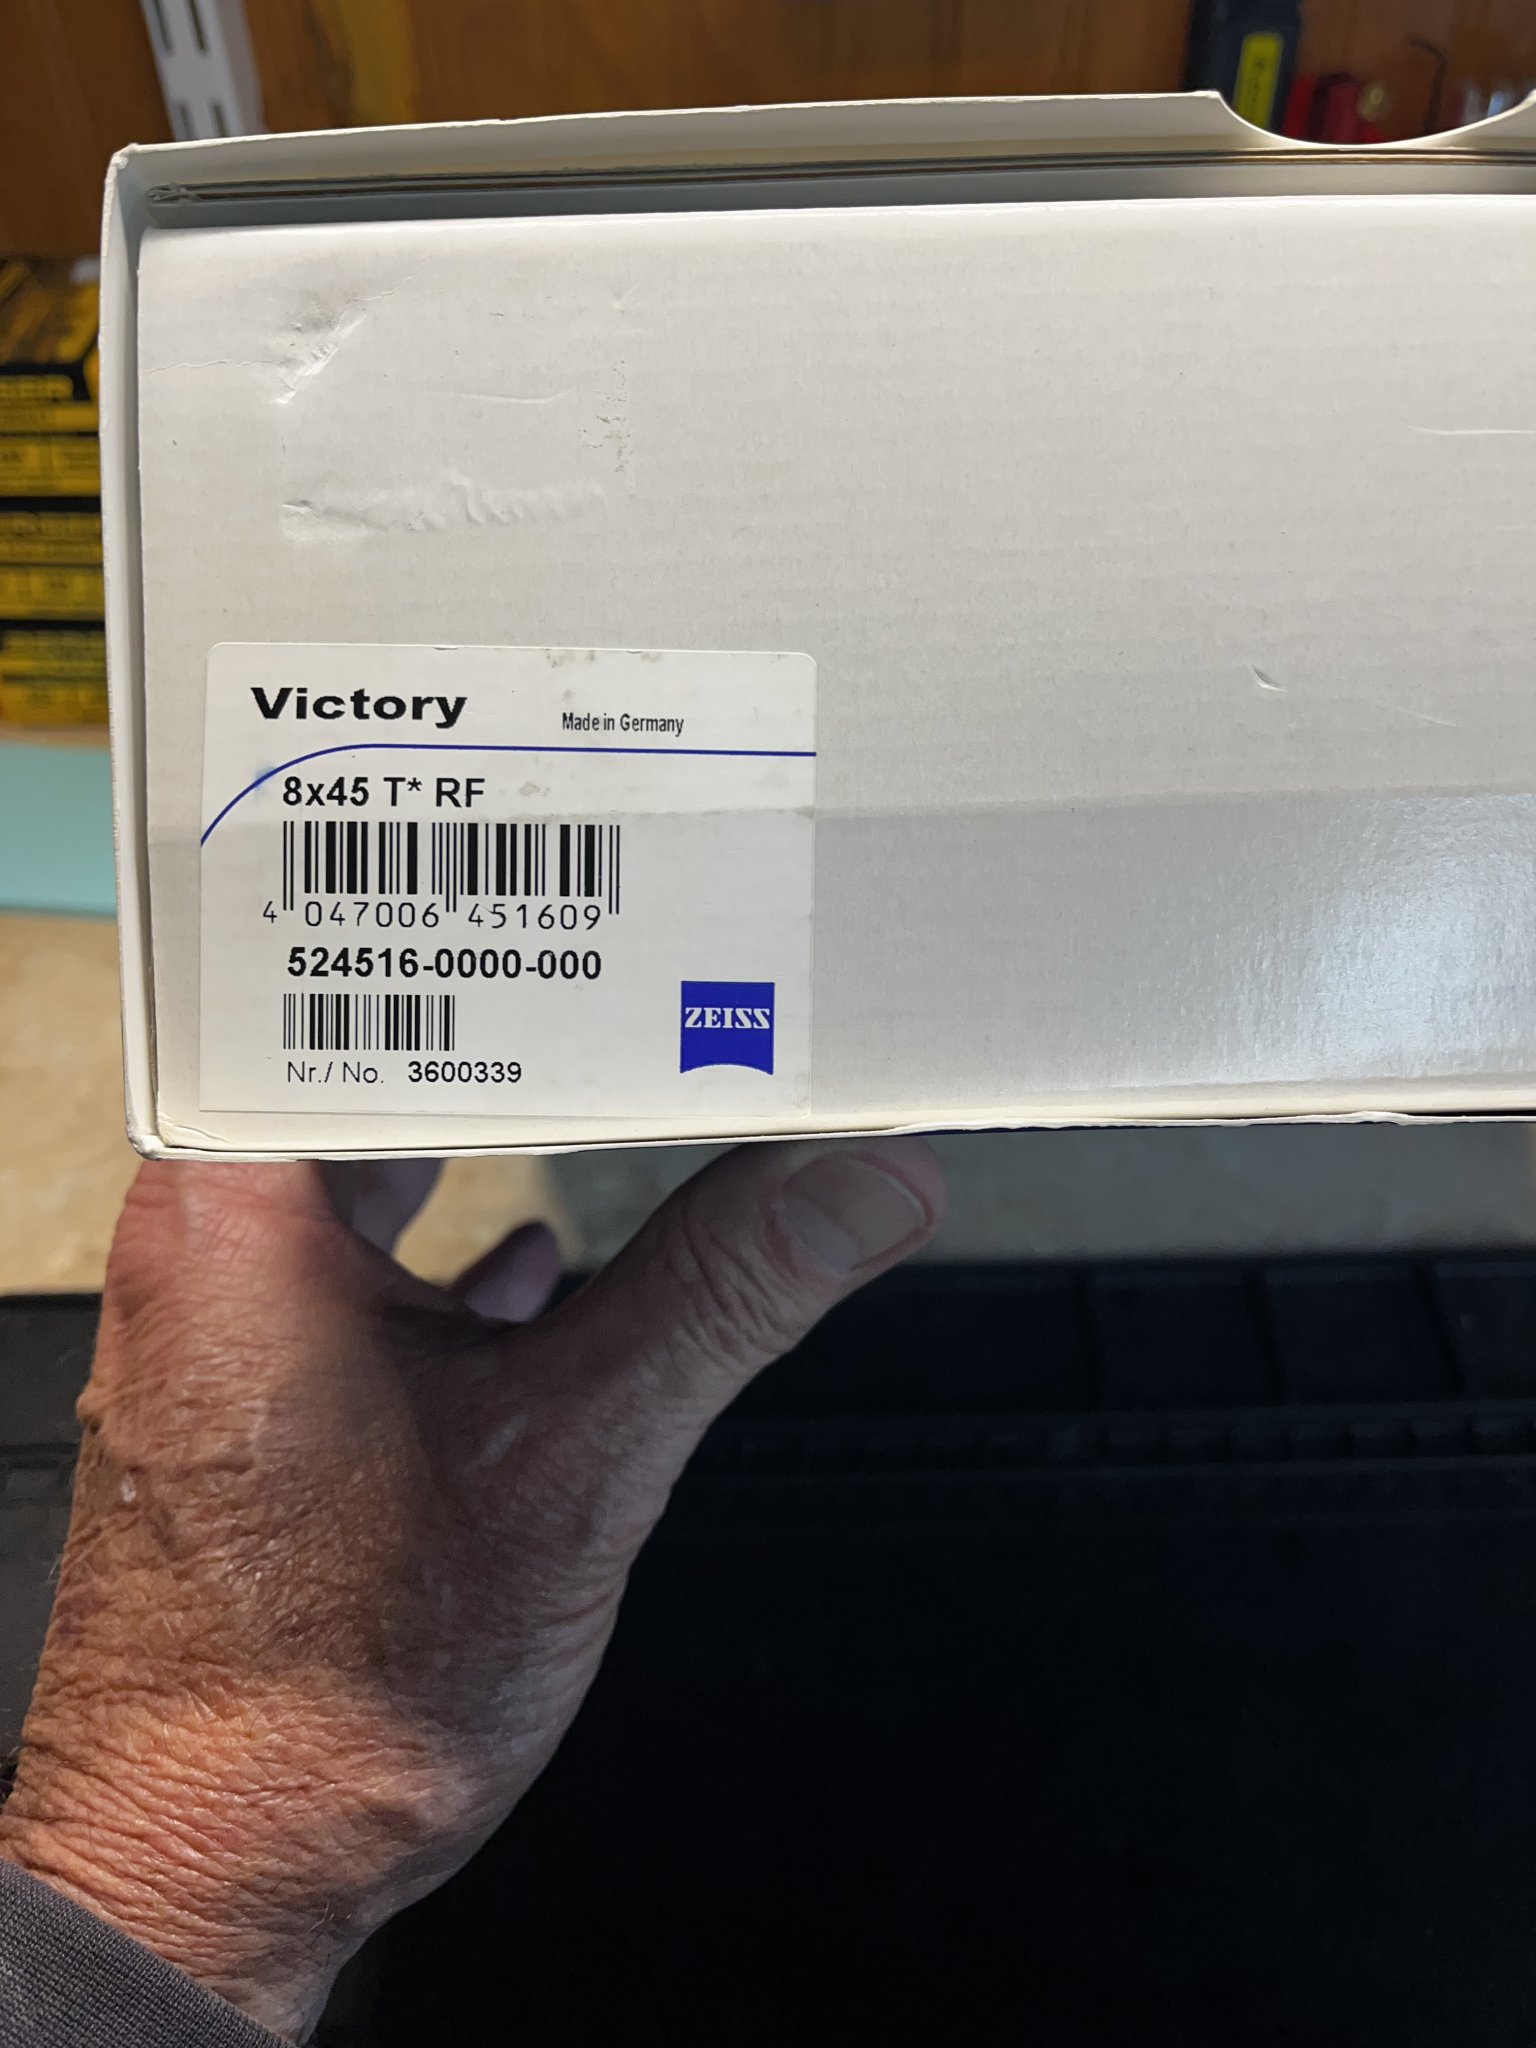 Victory
Made in Germany
8x45 T* RF
4 047006 451609
524516-0000-000
ZEISS
Nr./ No. 3600339